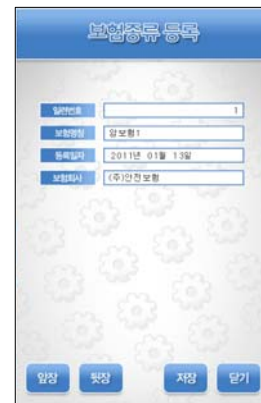 보험종류 등록
일련번호 1
보험명칭 암보험1
등록일자 2011년 01월 13일
보험회사 (주)안전보험
앞장 뒷장 저장 닫기